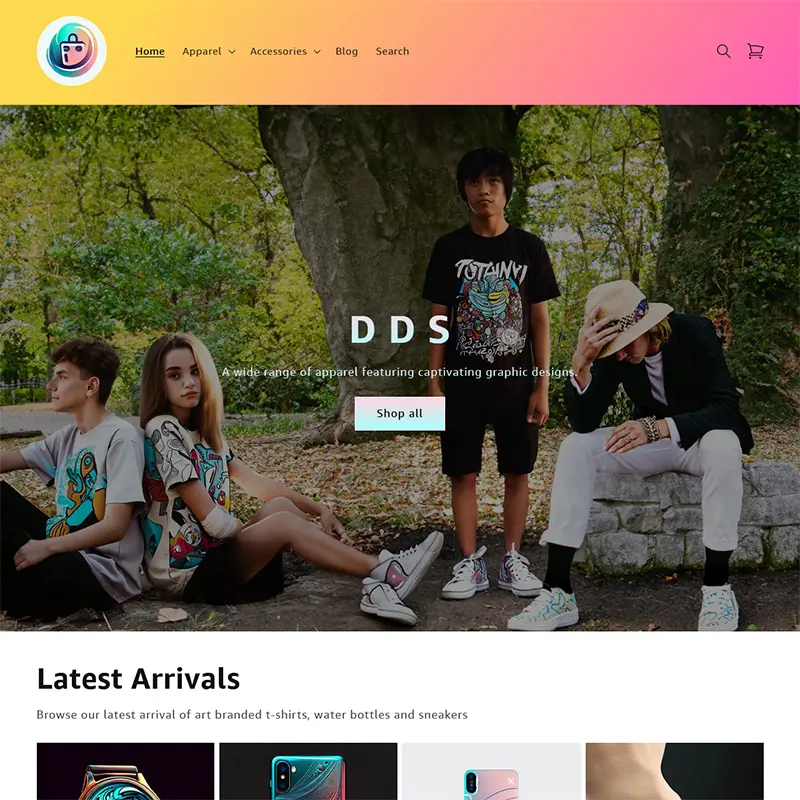 Home
Apparel
Accessories
Blog
Search
DDS
A wide range of apparel featuring captivating graphic designs.
Shop all
Latest Arrivals
Browse our latest arrival of art branded t-shirts, water bottles and sneakers